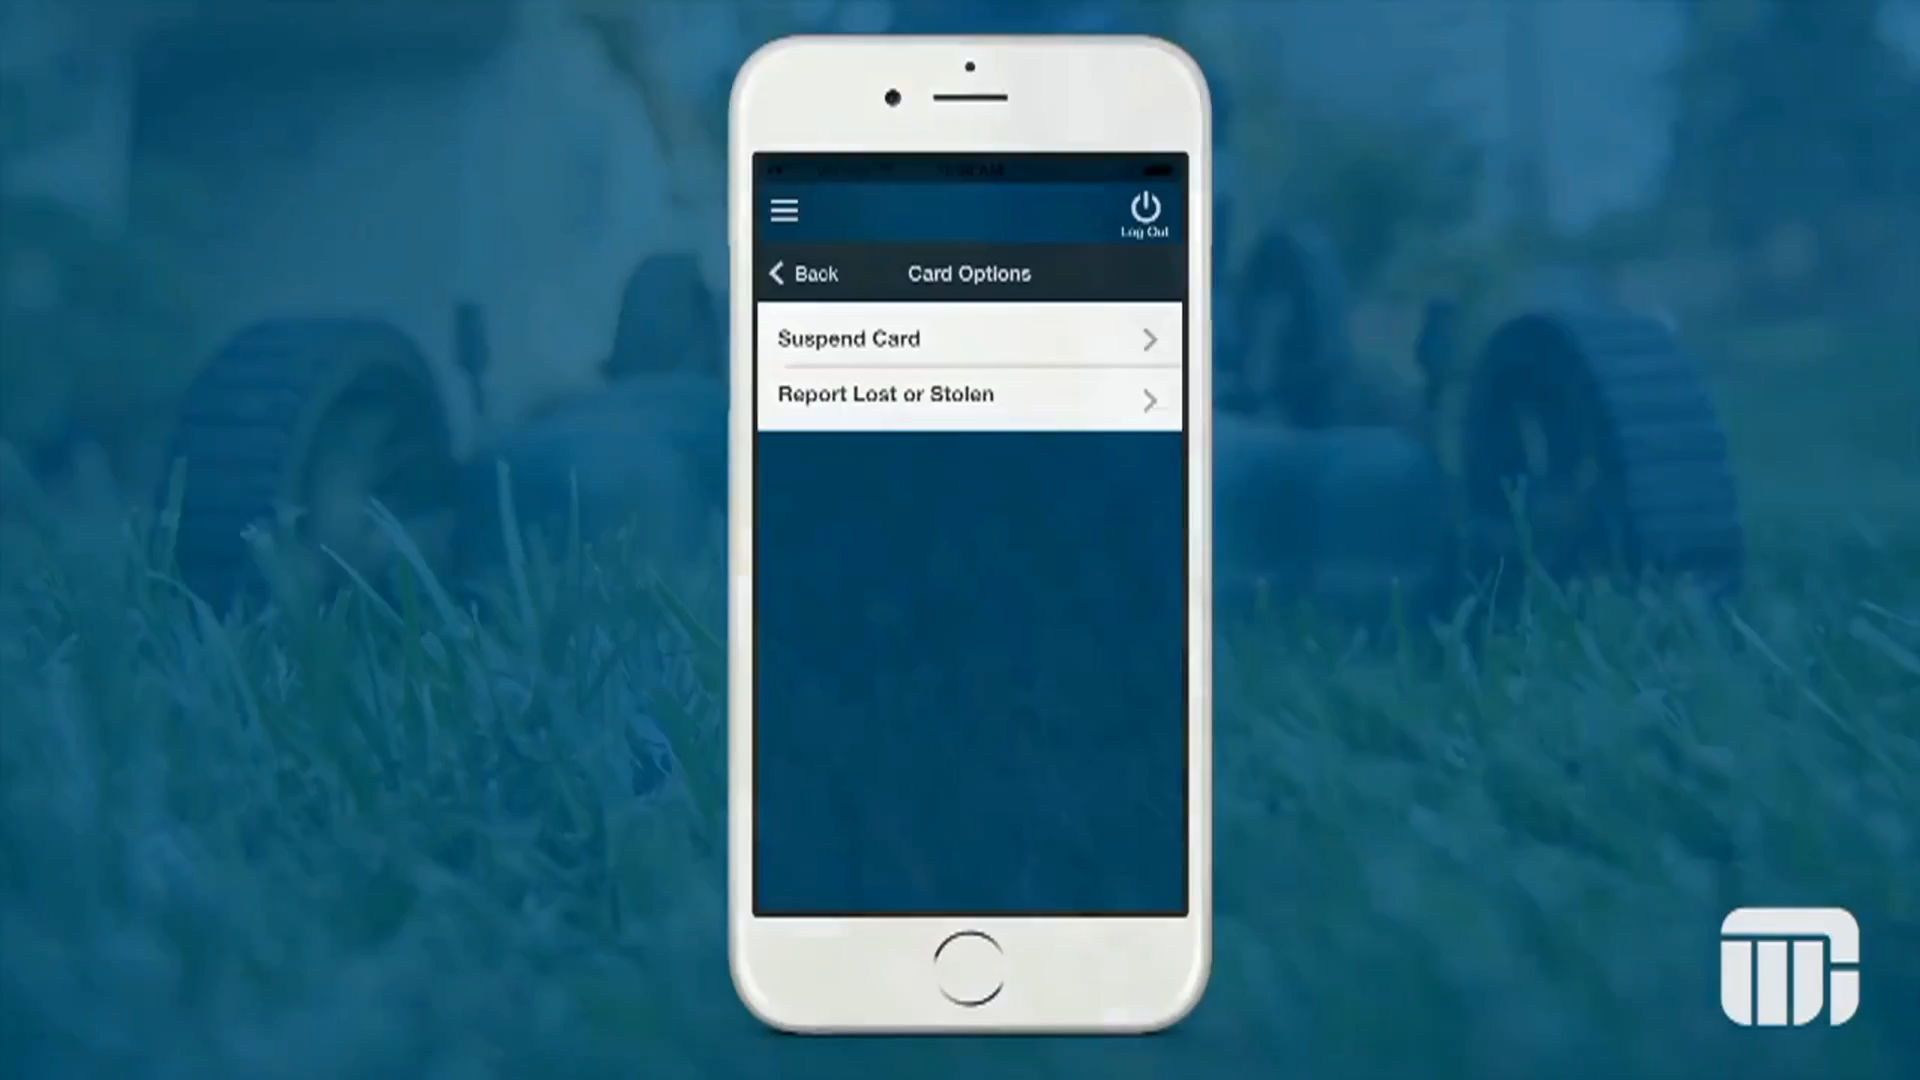 Log Out
Back
Card Options
Suspend Card
Report Lost or Stolen